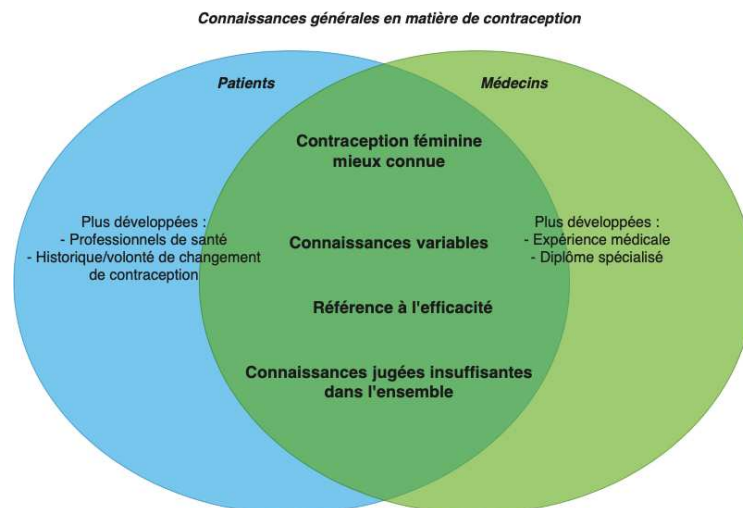 Connaissances générales en matière de contraception
Patients
Médecins
Contraception féminine
mieux connue
Plus développées :
- Professionnels de santé
- Historique/volonté de changement
de contraception
Connaissances variables
Référence à l'efficacité
Connaissances jugées insuffisantes
dans l'ensemble
Plus développées :
- Expérience médicale
- Diplôme spécialisé